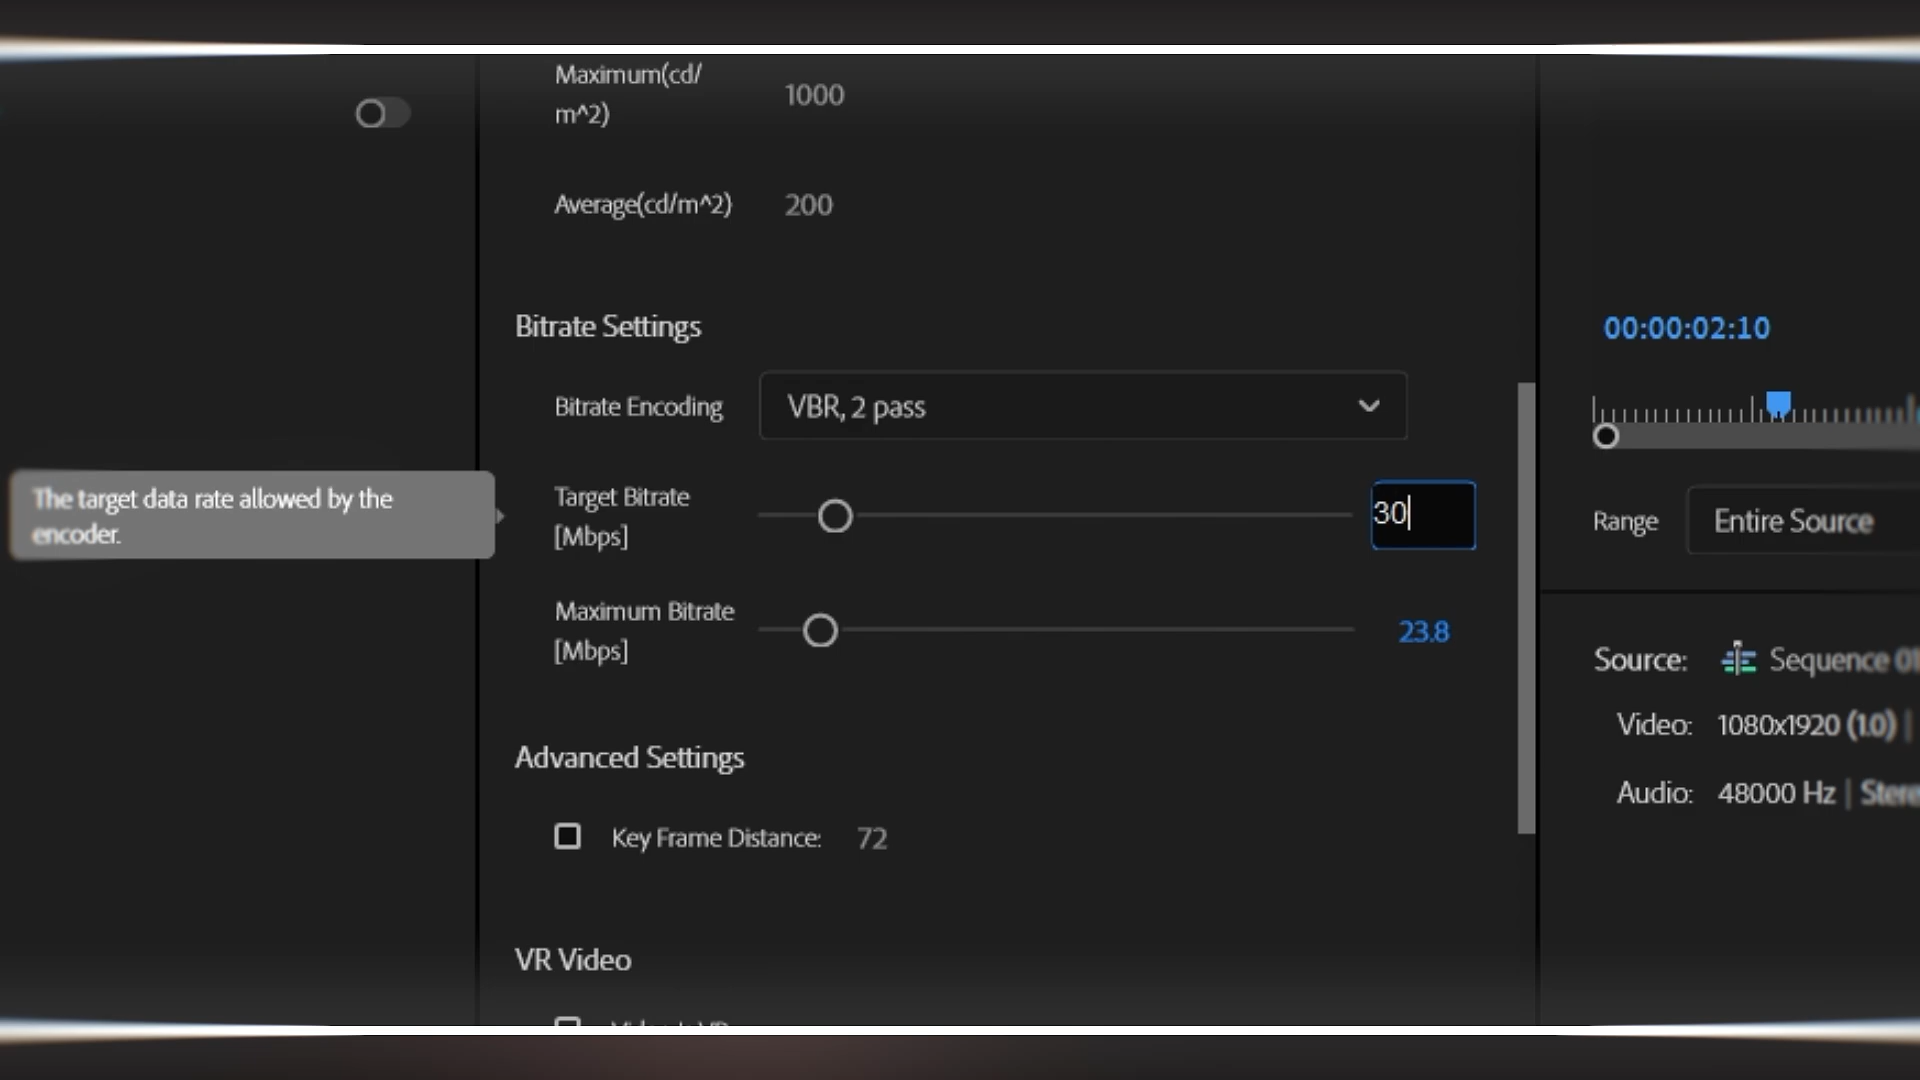 Maximum(cd/
m^2)
1000
Average(cd/m^2)
200
Bitrate Settings
Bitrate Encoding
VBR, 2 pass
The target data rate allowed by the
encoder.
Target Bitrate
[Mbps]
30
Maximum Bitrate
[Mbps]
23.8
Advanced Settings
Key Frame Distance:
72
VR Video
00:00:02:10
Range
Entire Source
Source:
Sequence 01
Video:
1080x1920 (1.0) |
Audio:
48000 Hz |